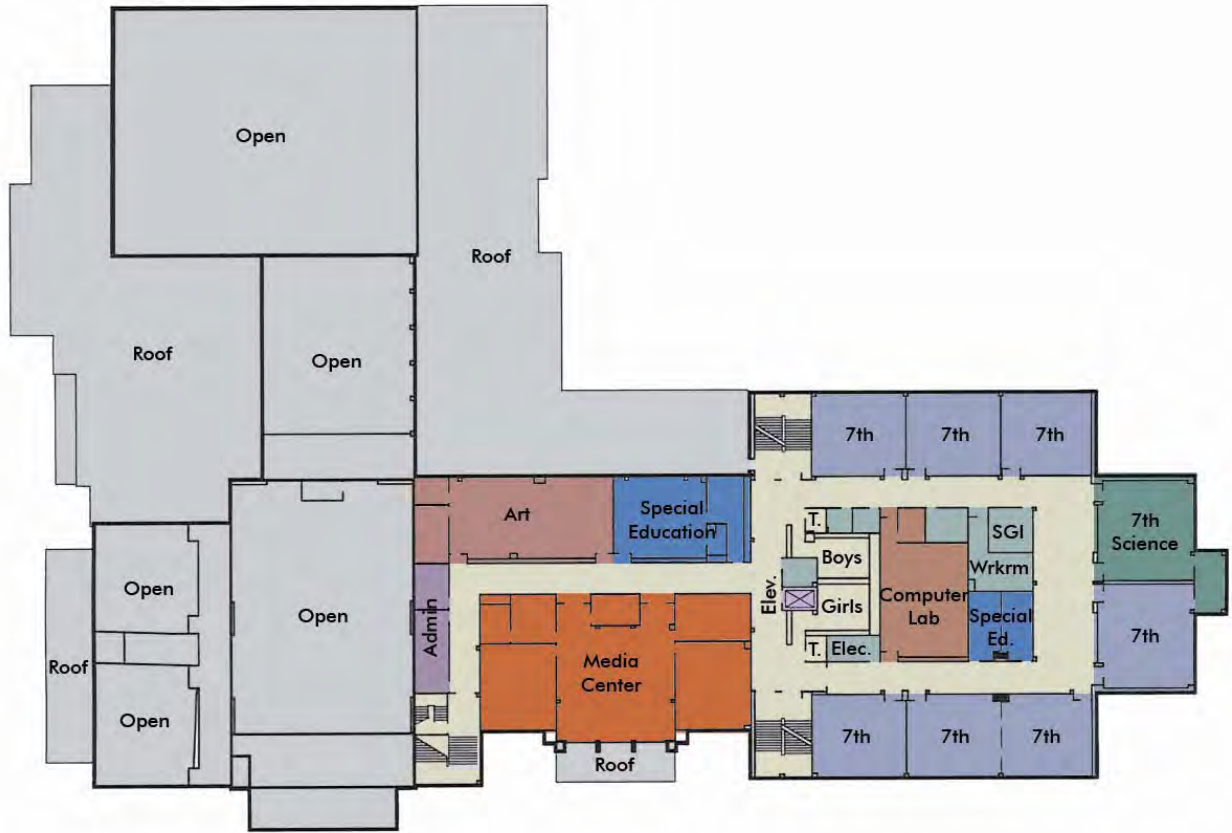 Open
Roof
Roof
Open
7th
7th
7th
Art
Special
Education
T.
SGI
7th
Science
Boys
Wrkrm
Open
Open
Admin
Elev.
Girls
Computer
Lab
Special
Ed.
7th
T.
Elec.
Roof
Media
Center
Open
7th
7th
7th
Roof